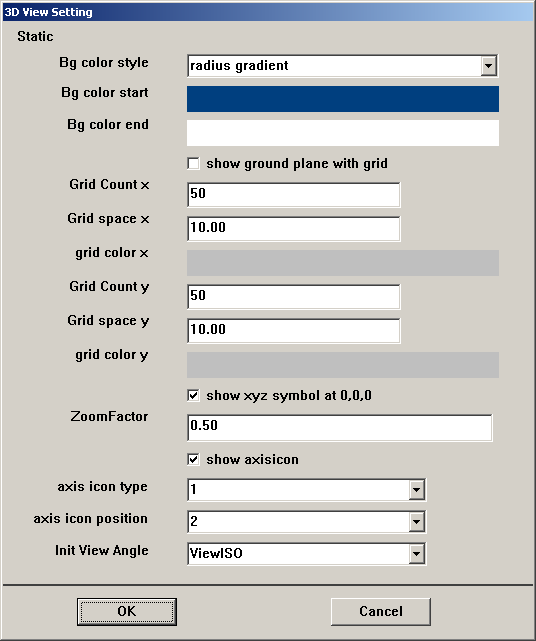 3D View Setting
Static
Bg color style radius gradient
Bg color start
Bg color end
show ground plane with grid
Grid Count x 50
Grid space x 10.00
grid color x
Grid Count y 50
Grid space y 10.00
grid color y
show xyz symbol at 0,0,0
ZoomFactor 0.50
show axisicon
axis icon type 1
axis icon position 2
Init View Angle ViewISO
OK Cancel